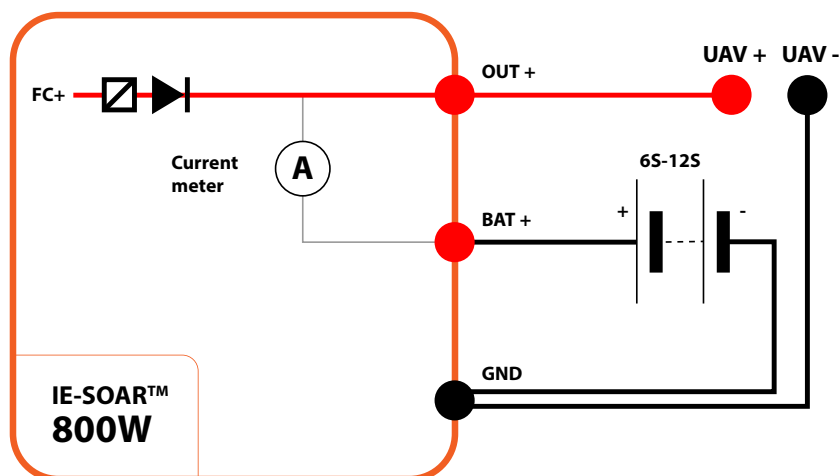 UAV + UAV -
OUT +
FC+
6S-12S
Current
meter
A
+ -
BAT +
GND
IE-SOAR™
800W